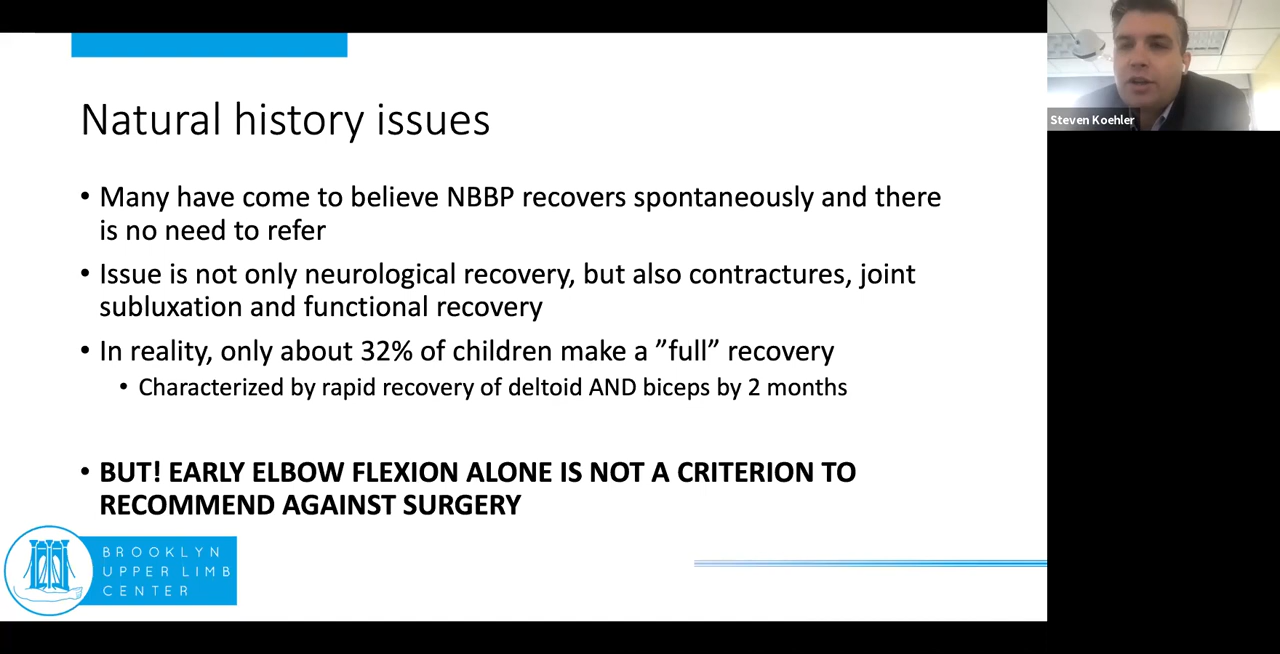 Natural history issues
• Many have come to believe NBBP recovers spontaneously and there
is no need to refer
• Issue is not only neurological recovery, but also contractures, joint
subluxation and functional recovery
• In reality, only about 32% of children make a ”full” recovery
• Characterized by rapid recovery of deltoid AND biceps by 2 months
• BUT! EARLY ELBOW FLEXION ALONE IS NOT A CRITERION TO
RECOMMEND AGAINST SURGERY
BROOKLYN
UPPER LIMB
CENTER
Steven Koehler